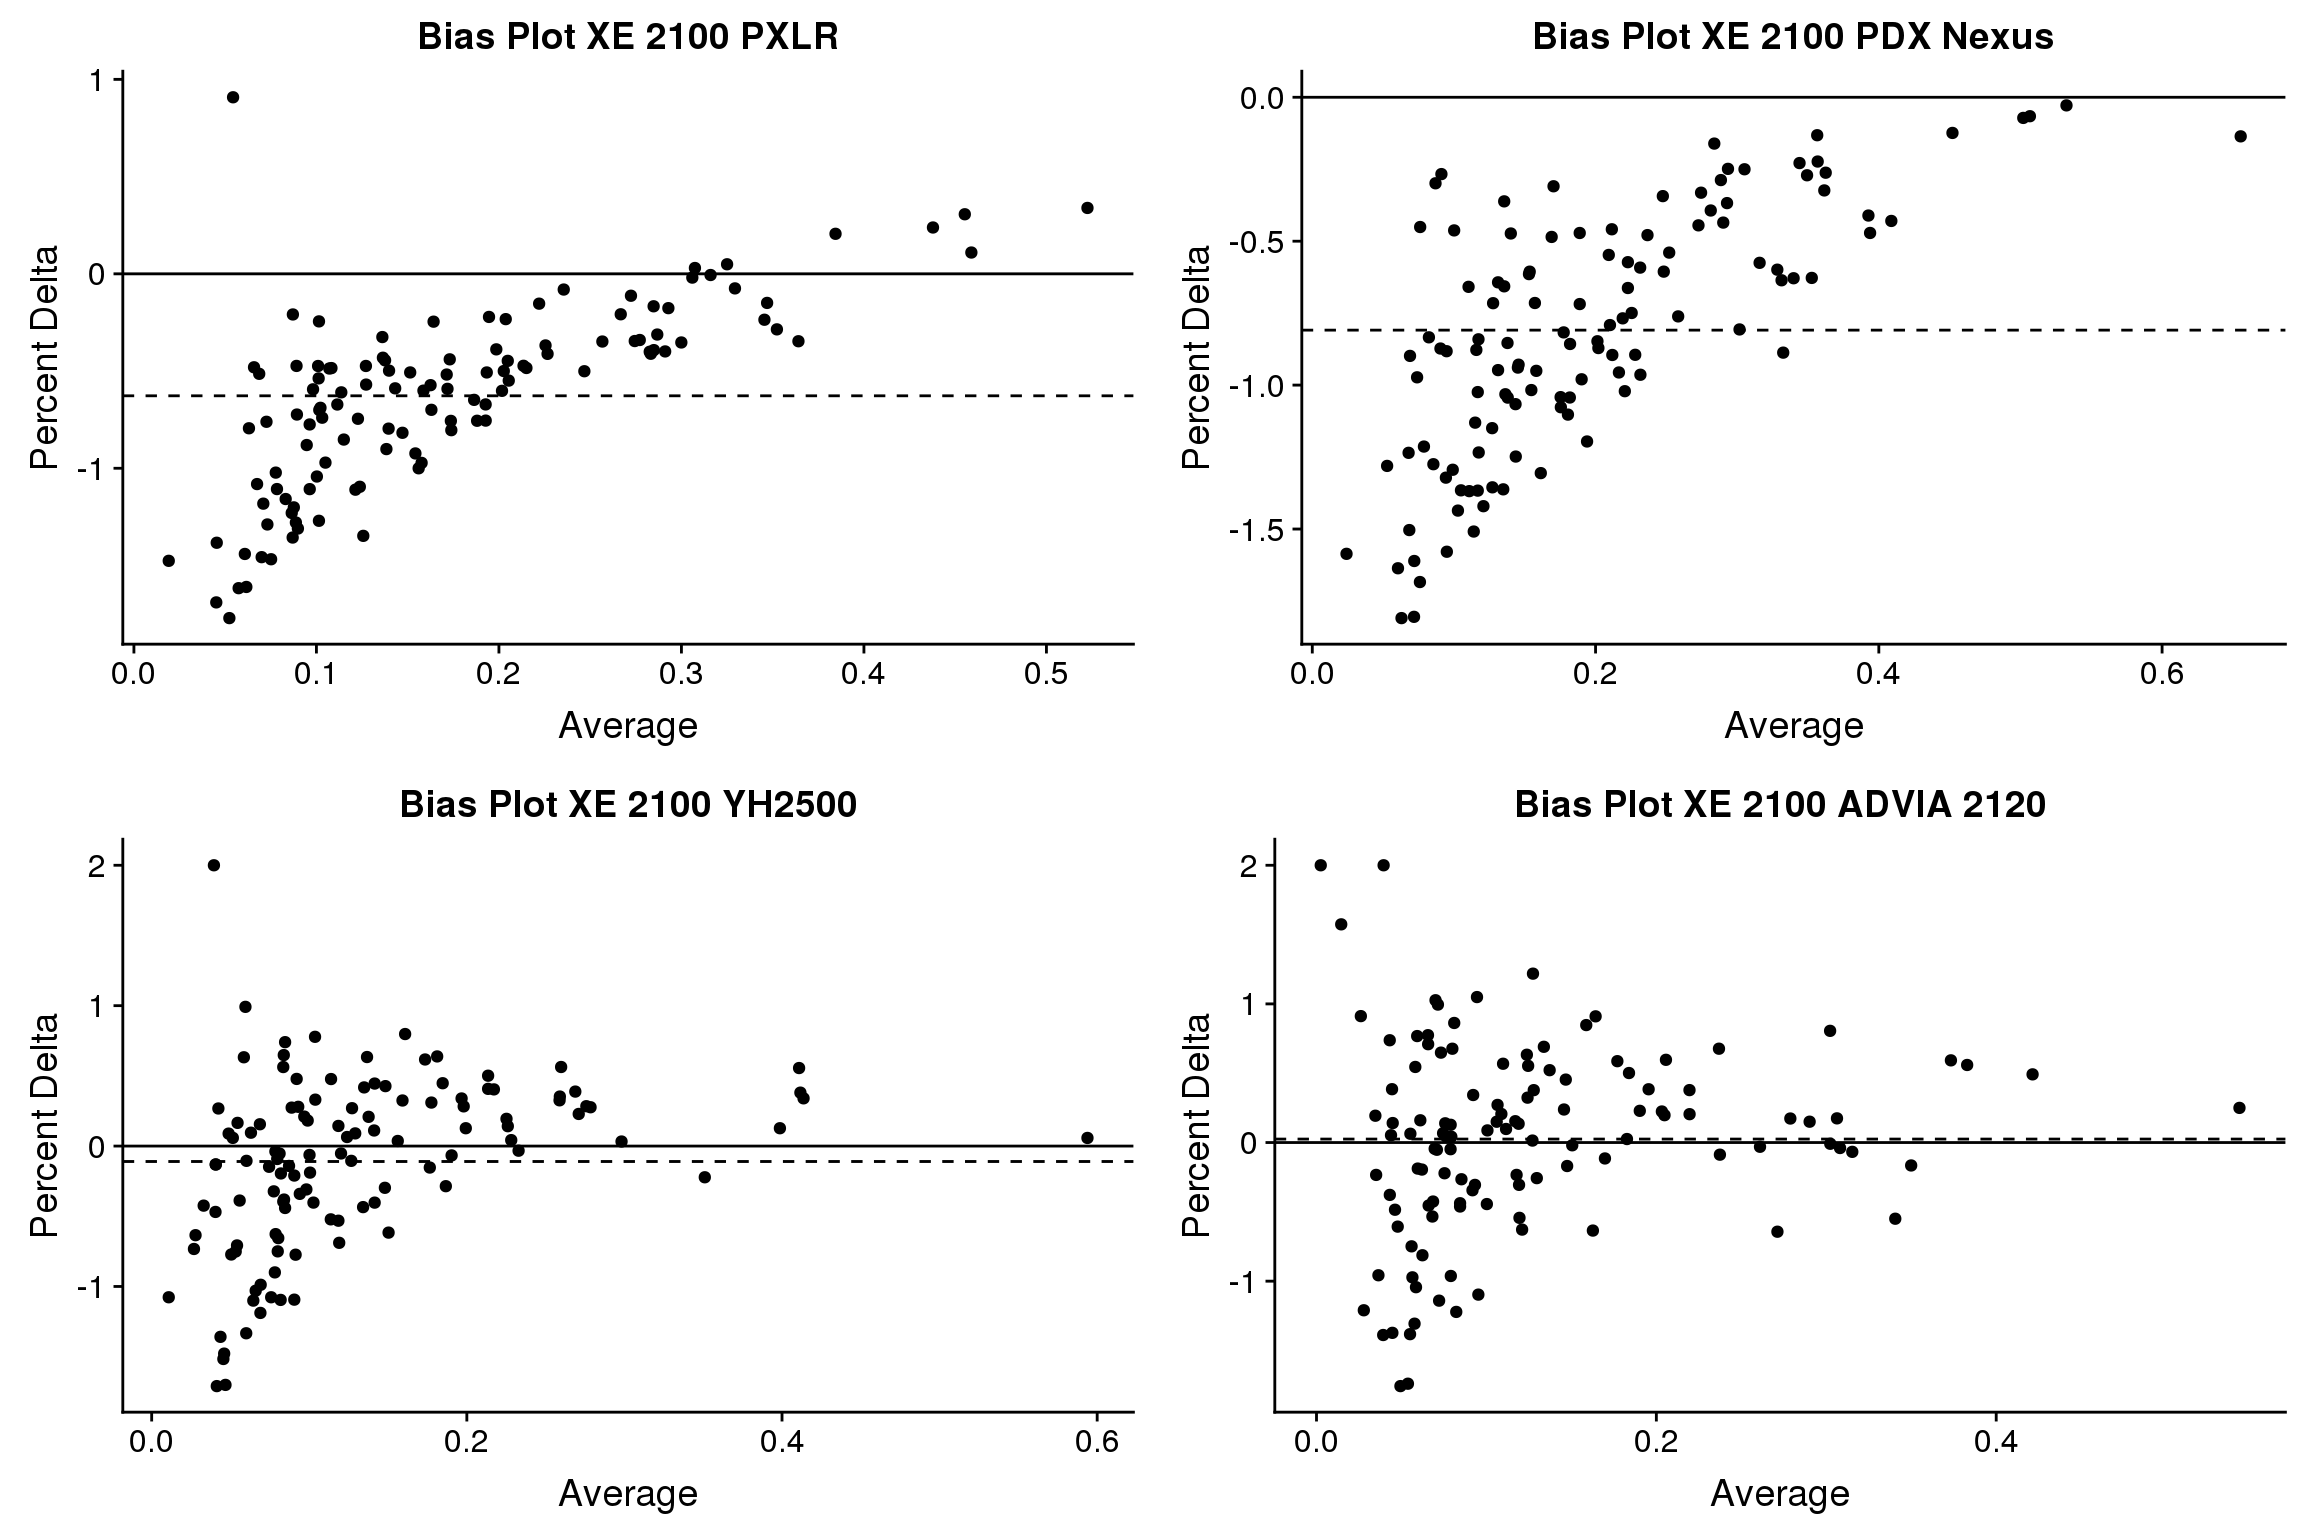 Bias Plot XE 2100 PXLR
Percent Delta
1
0
-1
0.0 0.1 0.2 0.3 0.4 0.5
Average
Bias Plot XE 2100 PDX Nexus
Percent Delta
0.0
-0.5
-1.0
-1.5
0.0 0.2 0.4 0.6
Average
Bias Plot XE 2100 YH2500
Percent Delta
2
1
0
-1
0.0 0.2 0.4 0.6
Average
Bias Plot XE 2100 ADVIA 2120
Percent Delta
2
1
0
-1
0.0 0.2 0.4
Average